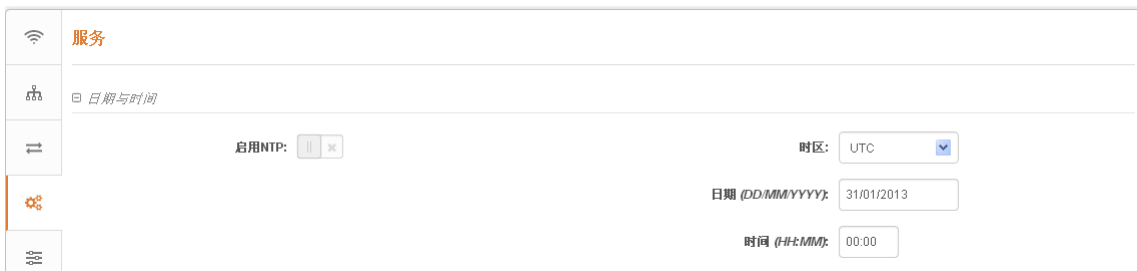 服务
日期与时间
启用NTP:
时区: UTC
日期 (DD/MM/YYYY): 31/01/2013
时间 (HH:MM): 00:00